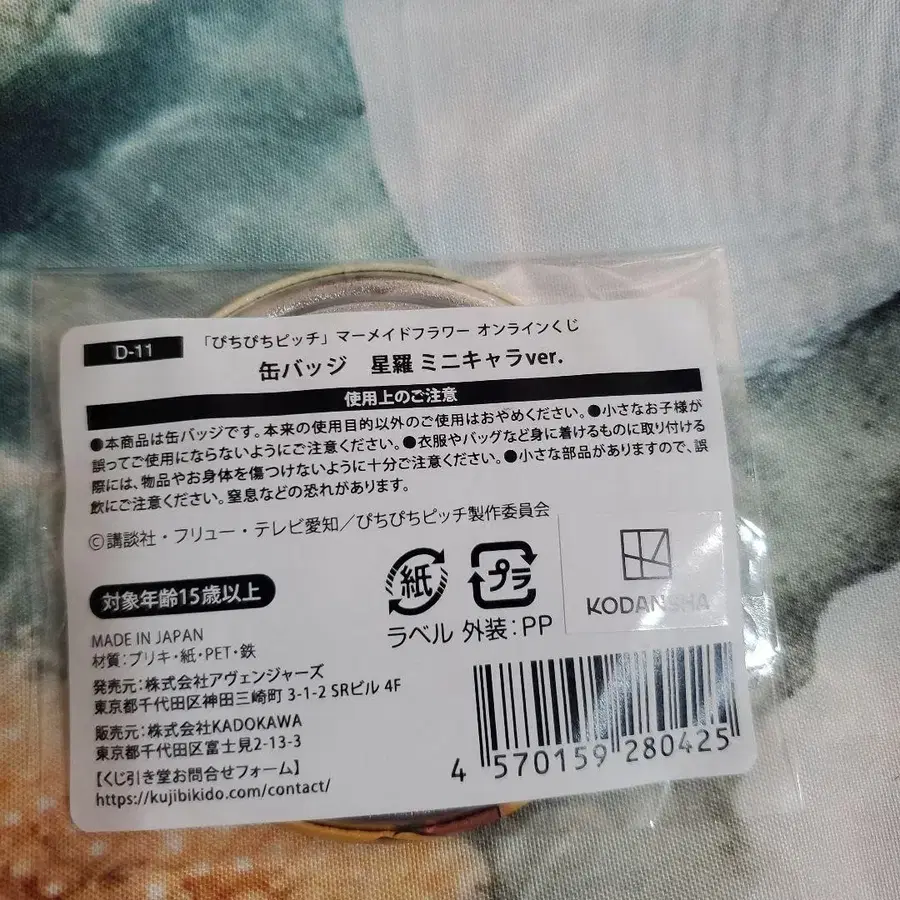 D-11
「ぴちぴちピッチ」マーメイドフラワー オンラインくじ
缶バッジ 星羅 ミニキャラver.
使用上のご注意
●本商品は缶バッジです。本来の使用目的以外のご使用はおやめください。●小さなお子様が
誤ってご使用にならないようにご注意ください。●衣服やバッグなど身に着けるものに取り付ける
際には、物品やお身体を傷つけないように十分ご注意ください。●小さな部品がありますので、誤
飲にご注意ください。窒息などの恐れがあります。
©講談社・フリュー・テレビ愛知／ぴちぴちピッチ製作委員会
対象年齢15歳以上
紙
プラ
ラベル 外装:PP
KODANSHA
MADE IN JAPAN
材質:ブリキ・紙・PET・鉄
発売元:株式会社アヴェンジャーズ
東京都千代田区神田三崎町 3-1-2 SRビル 4F
販売元:株式会社KADOKAWA
東京都千代田区富士見2-13-3
【くじ引き堂お問合せフォーム】
https://kujibikido.com/contact/
4 570159 280425